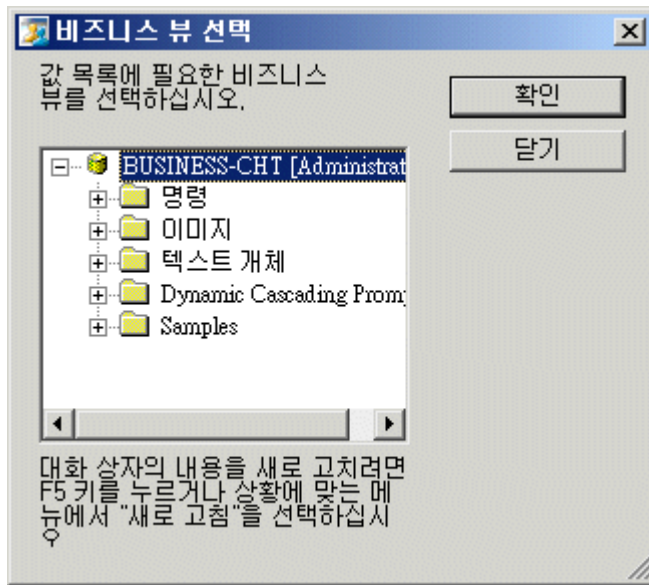 비즈니스 뷰 선택
값 목록에 필요한 비즈니스
뷰를 선택하십시오.
확인
닫기
BUSINESS-CHT [Administrat
명령
이미지
텍스트 개체
Dynamic Cascading Prom
Samples
대화 상자의 내용을 새로 고치려면
F5 키를 누르거나 상황에 맞는 메
뉴에서 "새로 고침"을 선택하십시
오